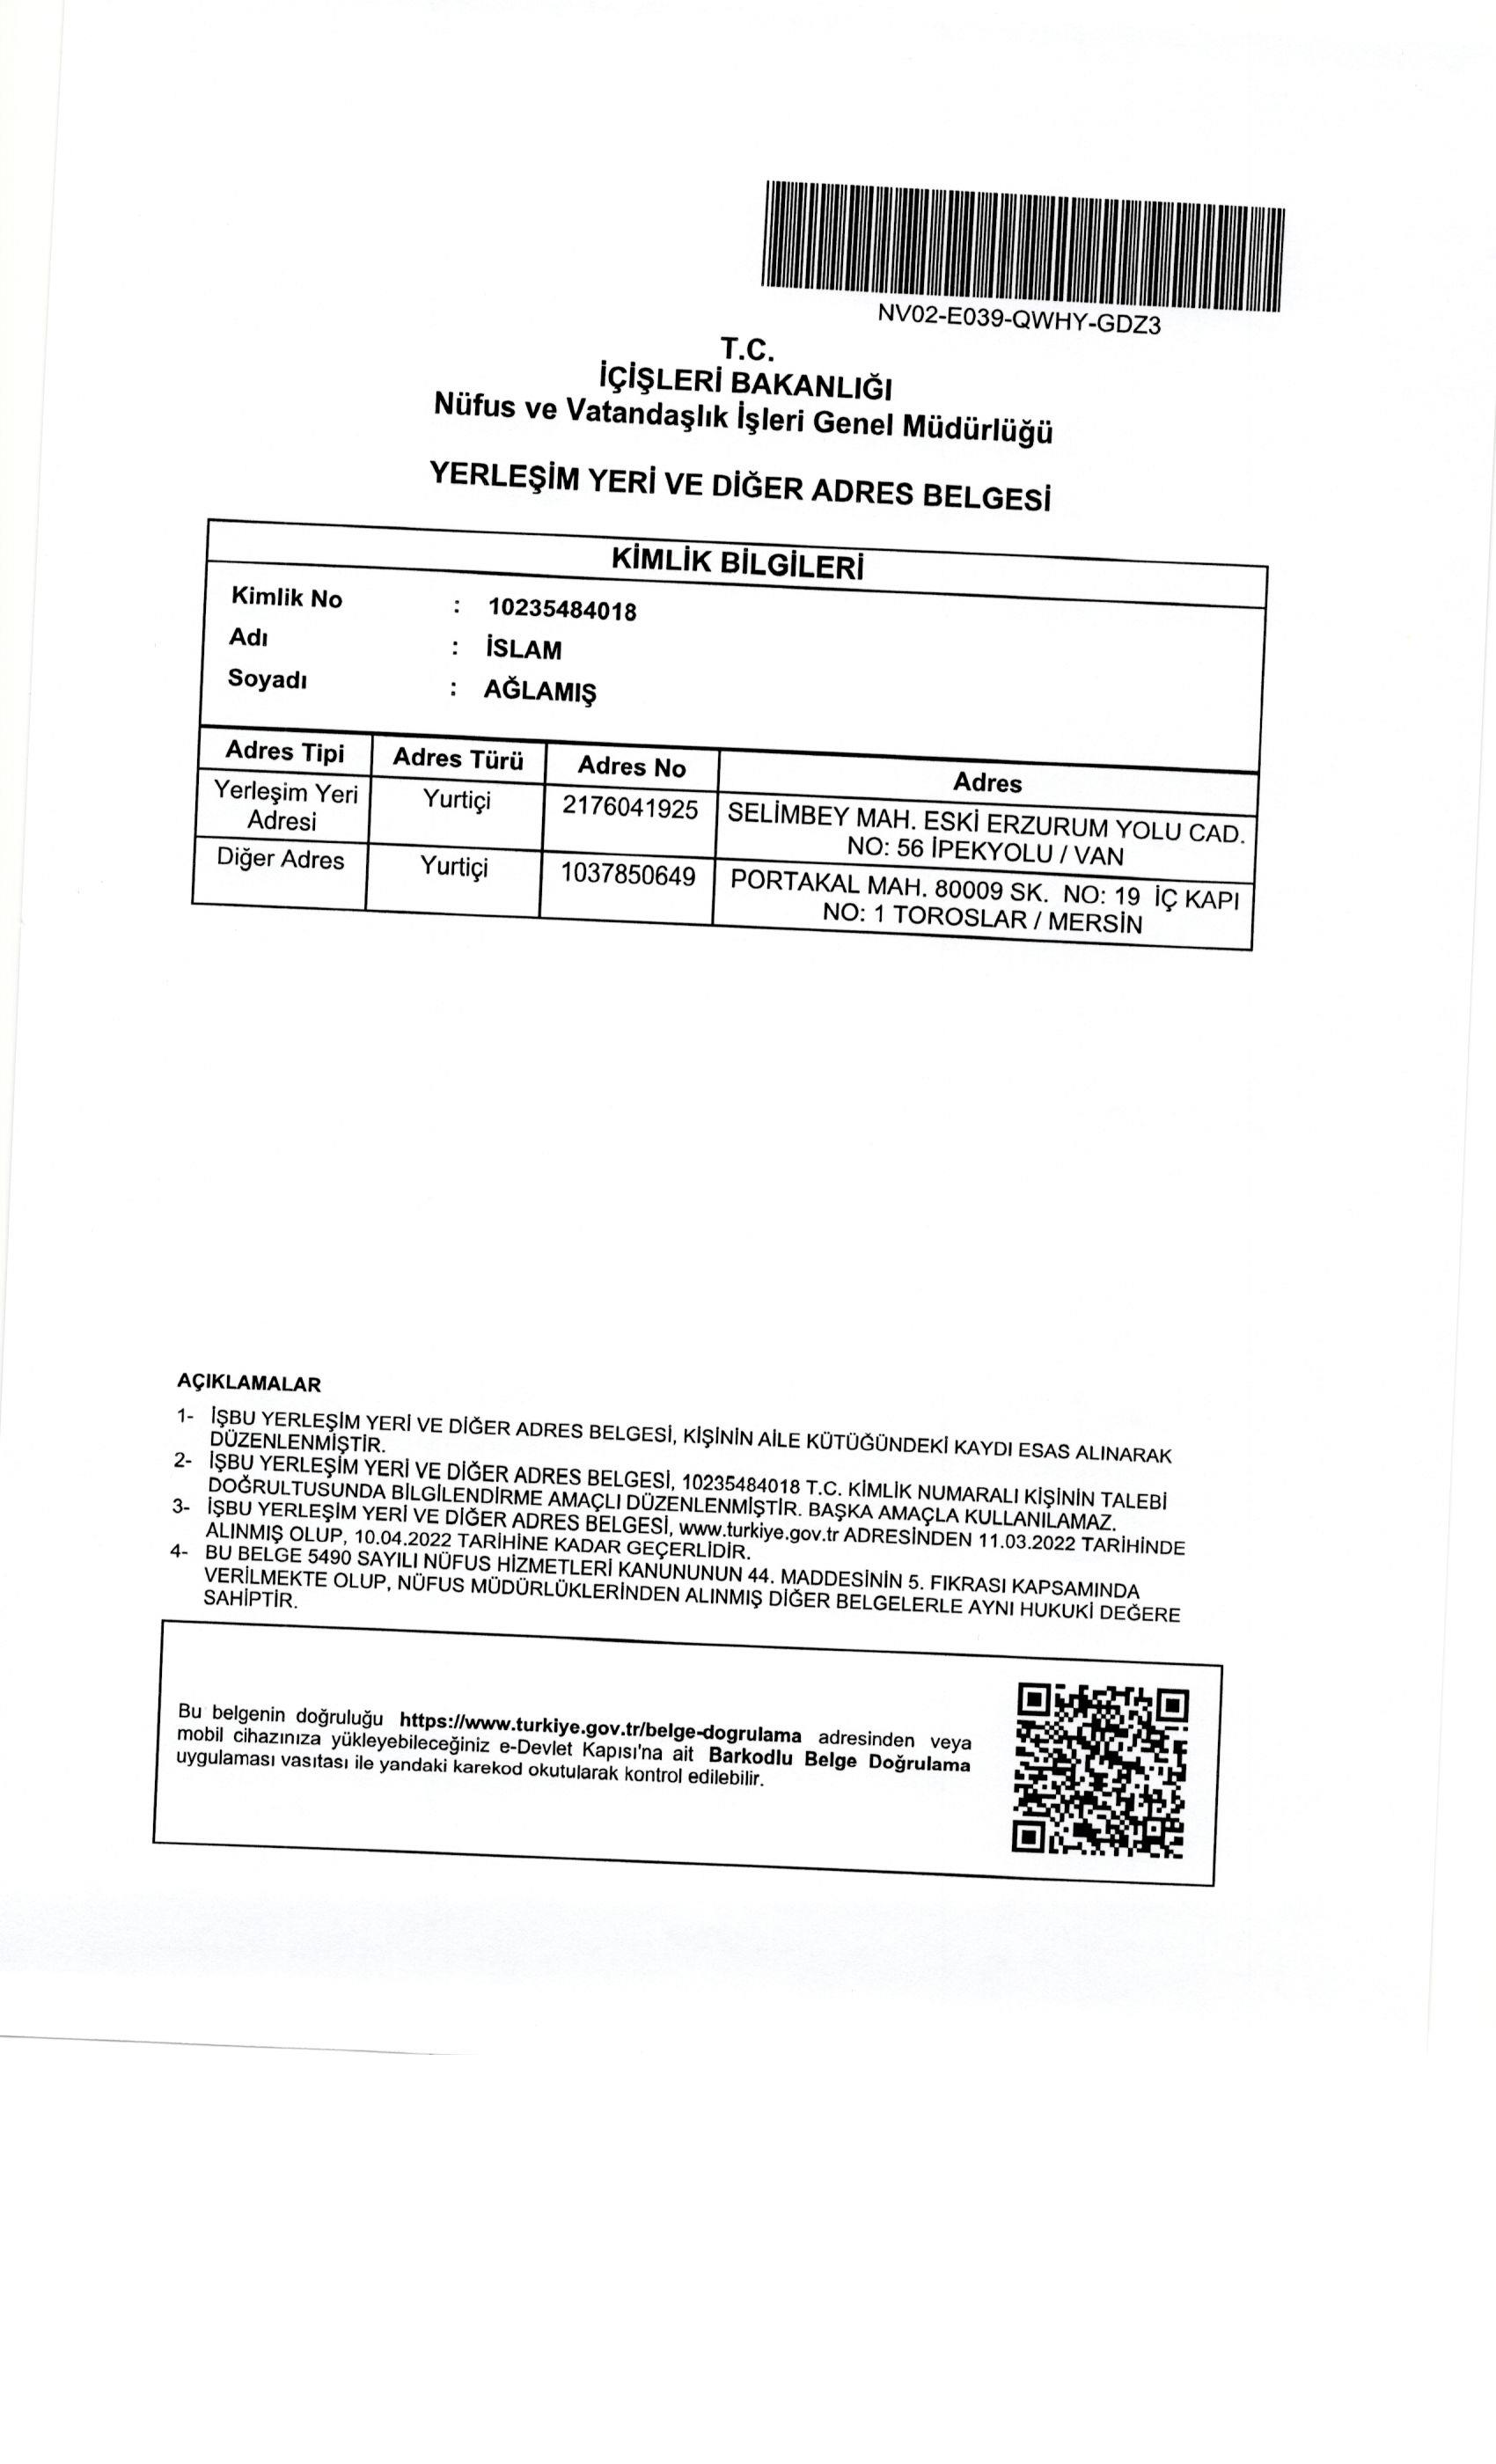 NV02-E039-QWHY-GDZ3
T.C.
İÇİŞLERİ BAKANLIĞI
Nüfus ve Vatandaşlık İşleri Genel Müdürlüğü
YERLEŞİM YERİ VE DİĞER ADRES BELGESİ
KİMLİK BİLGİLERİ
Kimlik No : 10235484018
Adı : İSLAM
Soyadı : AĞLAMIŞ
Adres Tipi Adres Türü Adres No Adres
Yerleşim Yeri Adresi Yurtiçi 2176041925 SELİMBEY MAH. ESKİ ERZURUM YOLU CAD.
NO: 56 İPEKYOLU / VAN
Diğer Adres Yurtiçi 1037850649 PORTAKAL MAH. 80009 SK. NO: 19 İÇ KAPI
NO: 1 TOROSLAR / MERSİN
AÇIKLAMALAR
1- İŞBU YERLEŞİM YERİ VE DİĞER ADRES BELGESİ, KİŞİNİN AİLE KÜTÜĞÜNDEKİ KAYDI ESAS ALINARAK
DÜZENLENMİŞTİR.
2- İŞBU YERLEŞİM YERİ VE DİĞER ADRES BELGESİ, 10235484018 T.C. KİMLİK NUMARALI KİŞİNİN TALEBİ
DOĞRULTUSUNDA BİLGİLENDİRME AMAÇLI DÜZENLENMİŞTİR. BAŞKA AMAÇLA KULLANILAMAZ.
3- İŞBU YERLEŞİM YERİ VE DİĞER ADRES BELGESİ, www.turkiye.gov.tr ADRESİNDEN 11.03.2022 TARİHİNDE
ALINMIŞ OLUP, 10.04.2022 TARİHİNE KADAR GEÇERLİDİR.
4- BU BELGE 5490 SAYILI NÜFUS HİZMETLERİ KANUNUNUN 44. MADDESİNİN 5. FIKRASI KAPSAMINDA
VERİLMEKTE OLUP, NÜFUS MÜDÜRLÜKLERİNDEN ALINMIŞ DİĞER BELGELERLE AYNI HUKUKİ DEĞERE
SAHİPTİR.
Bu belgenin doğruluğu https://www.turkiye.gov.tr/belge-dogrulama adresinden veya
mobil cihazınıza yükleyebileceğiniz e-Devlet Kapısı'na ait Barkodlu Belge Doğrulama
uygulaması vasıtası ile yandaki karekod okutularak kontrol edilebilir.